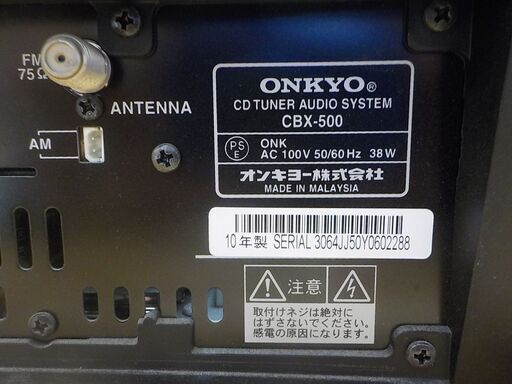 FM
75Ω
ANTENNA
AM
ONKYO®
CD TUNER AUDIO SYSTEM
CBX-500
PS
E
ONK
AC 100V 50/60Hz 38W
オンキヨー株式会社
MADE IN MALAYSIA
10年製 SERIAL 3064JJ50Y0602288
注意
取付けネジは絶対に
はずさないでください。
感電の原因になります。